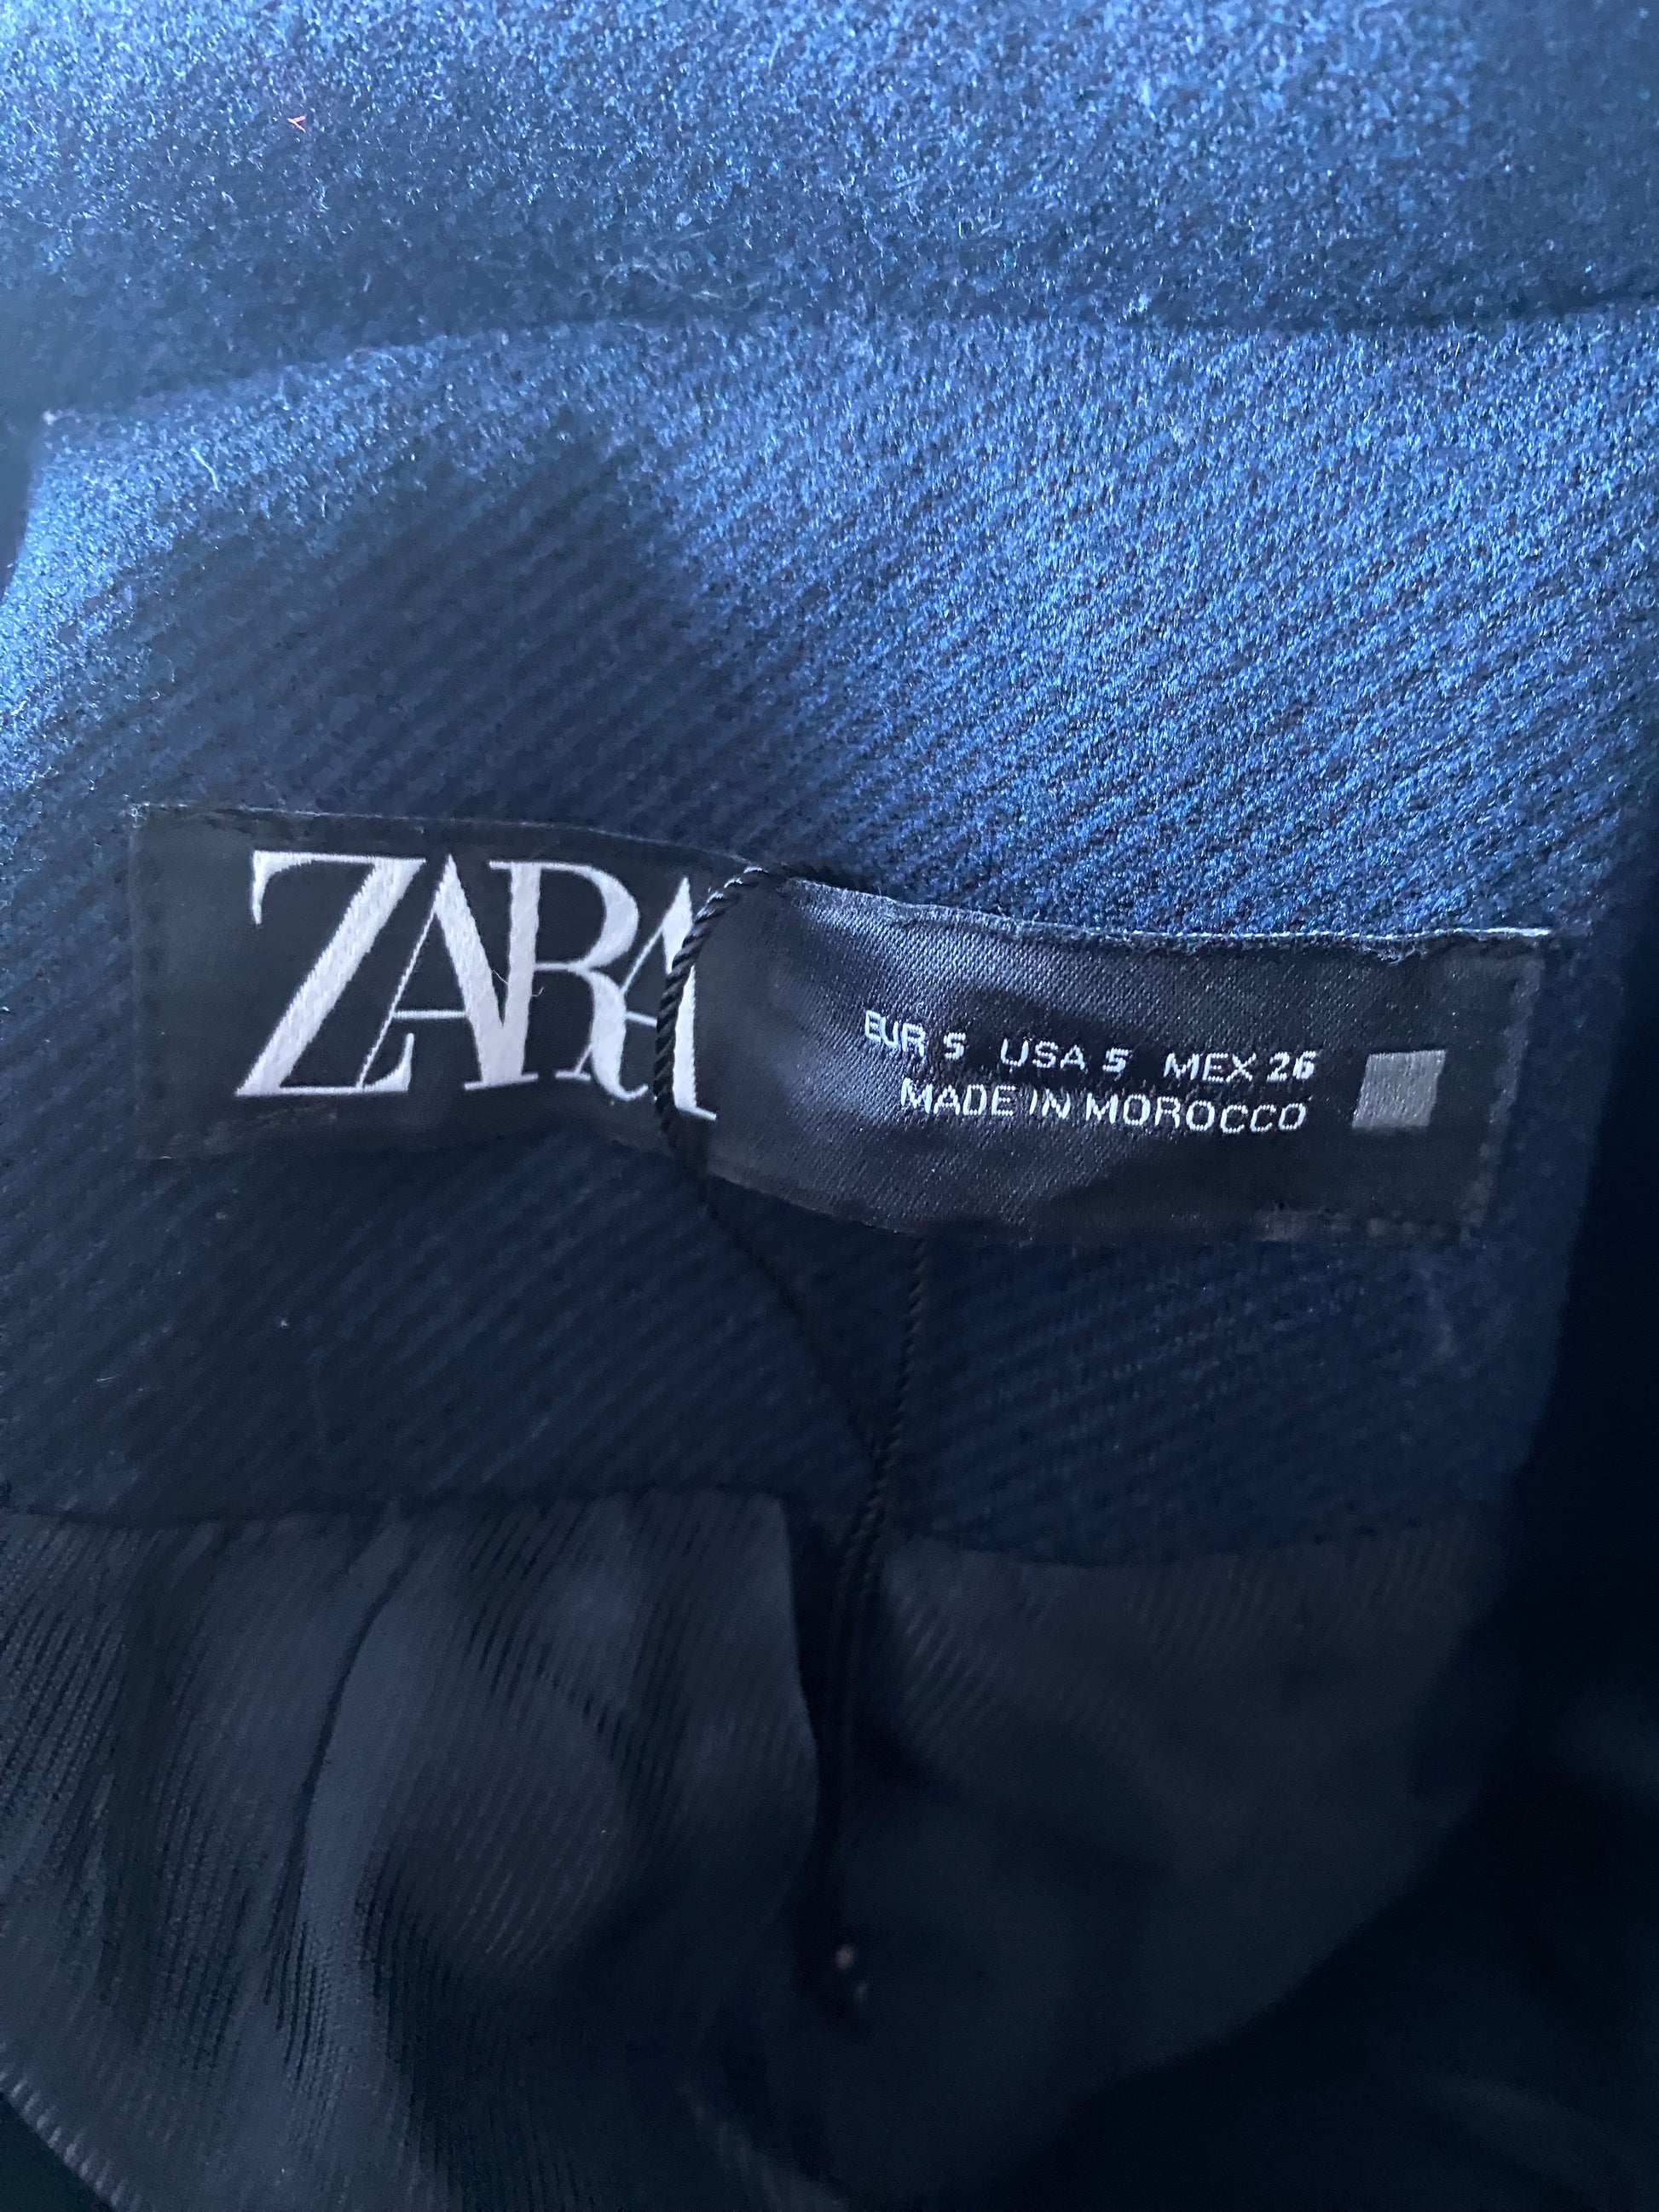 ZARA
EUR S USA S MEX 26
MADE IN MOROCCO